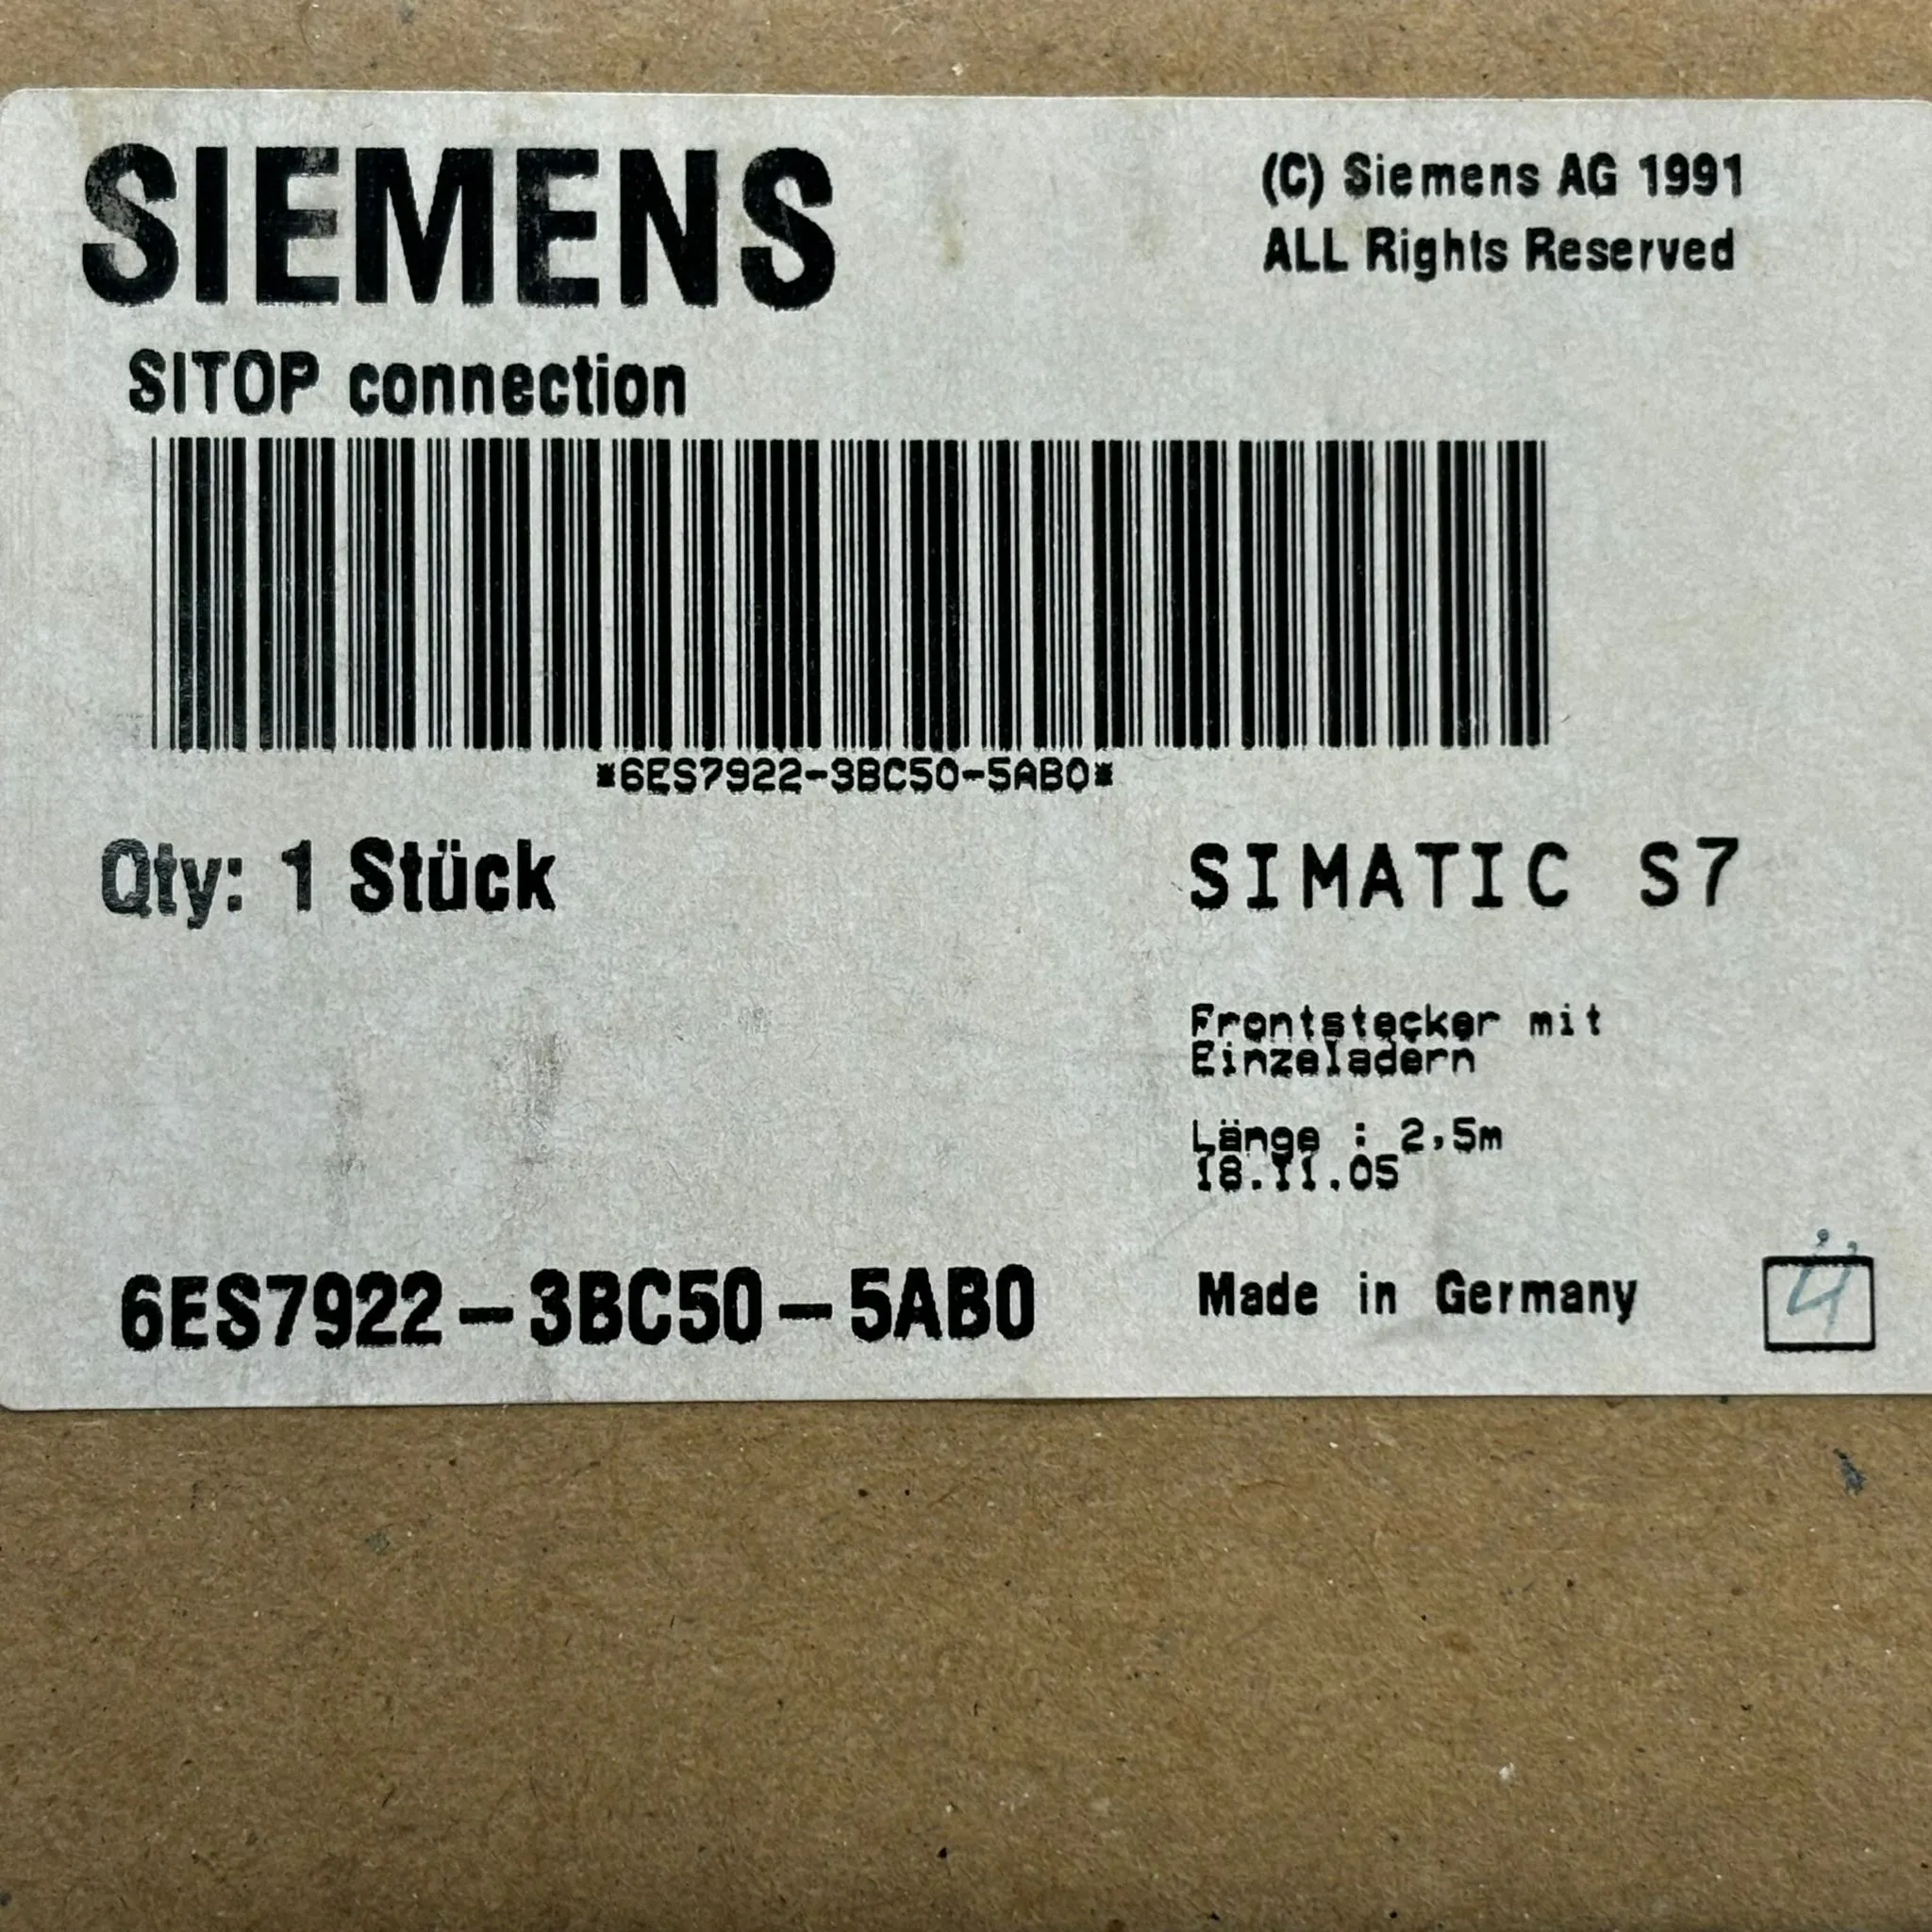 SIEMENS
(C) Siemens AG 1991
ALL Rights Reserved
SITOP connection
*6ES7922-3BC50-5AB0*
Qty: 1 Stück
SIMATIC S7
Frontstecker mit
Einzeladern
Länge : 2,5m
18.11.05
6ES7922-3BC50-5AB0
Made in Germany